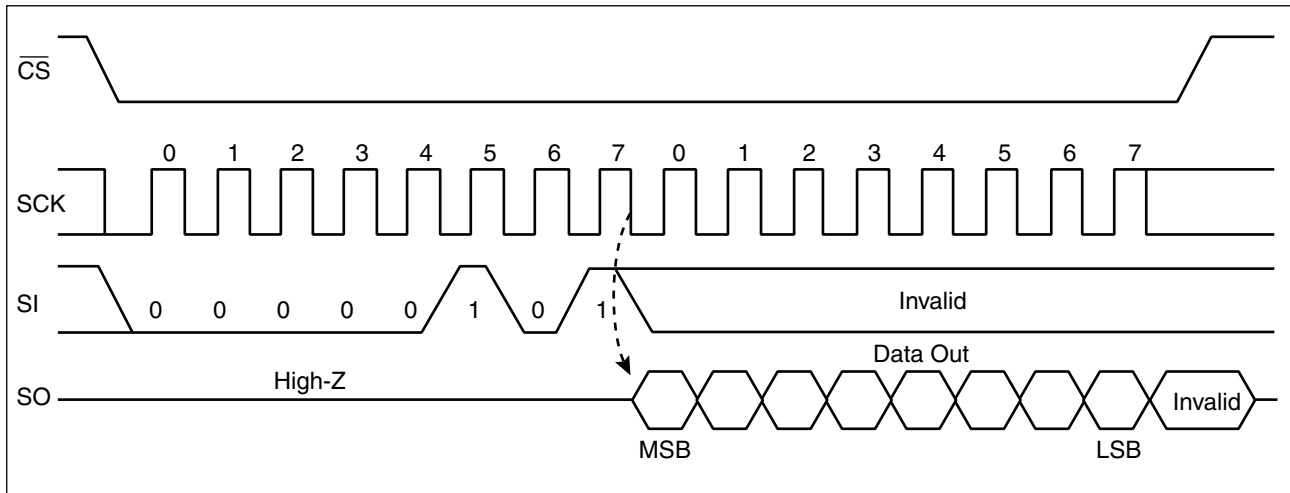 C̅S̅
0 1 2 3 4 5 6 7 0 1 2 3 4 5 6 7
SCK
SI 0 0 0 0 0 1 0 1 Invalid
Data Out
High-Z
SO Invalid
MSB LSB